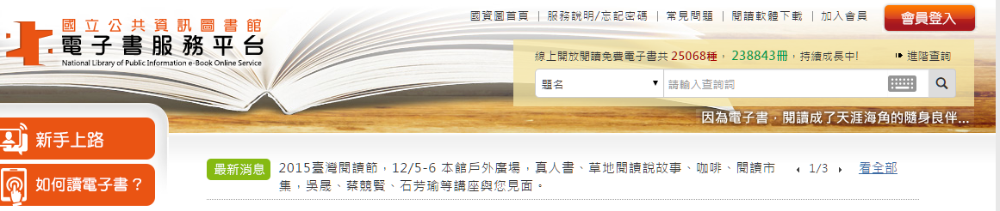 國立公共資訊圖書館
電子書服務平台
National Library of Public Information e-Book Online Service
國資圖首頁 | 服務說明/忘記密碼 | 常見問題 | 閱讀軟體下載 | 加入會員
會員登入
線上開放閱讀免費電子書共 25068種, 238843冊,持續成長中!
進階查詢
題名
請輸入查詢詞
因為電子書‧閱讀成了天涯海角的隨身良伴...
新手上路
如何讀電子書?
最新消息
2015臺灣閱讀節,12/5-6 本館戶外廣場,真人書、草地閱讀說故事、咖啡、閱讀市
集,吳晟、蔡競賢、石芳瑜等講座與您見面。
1/3
看全部